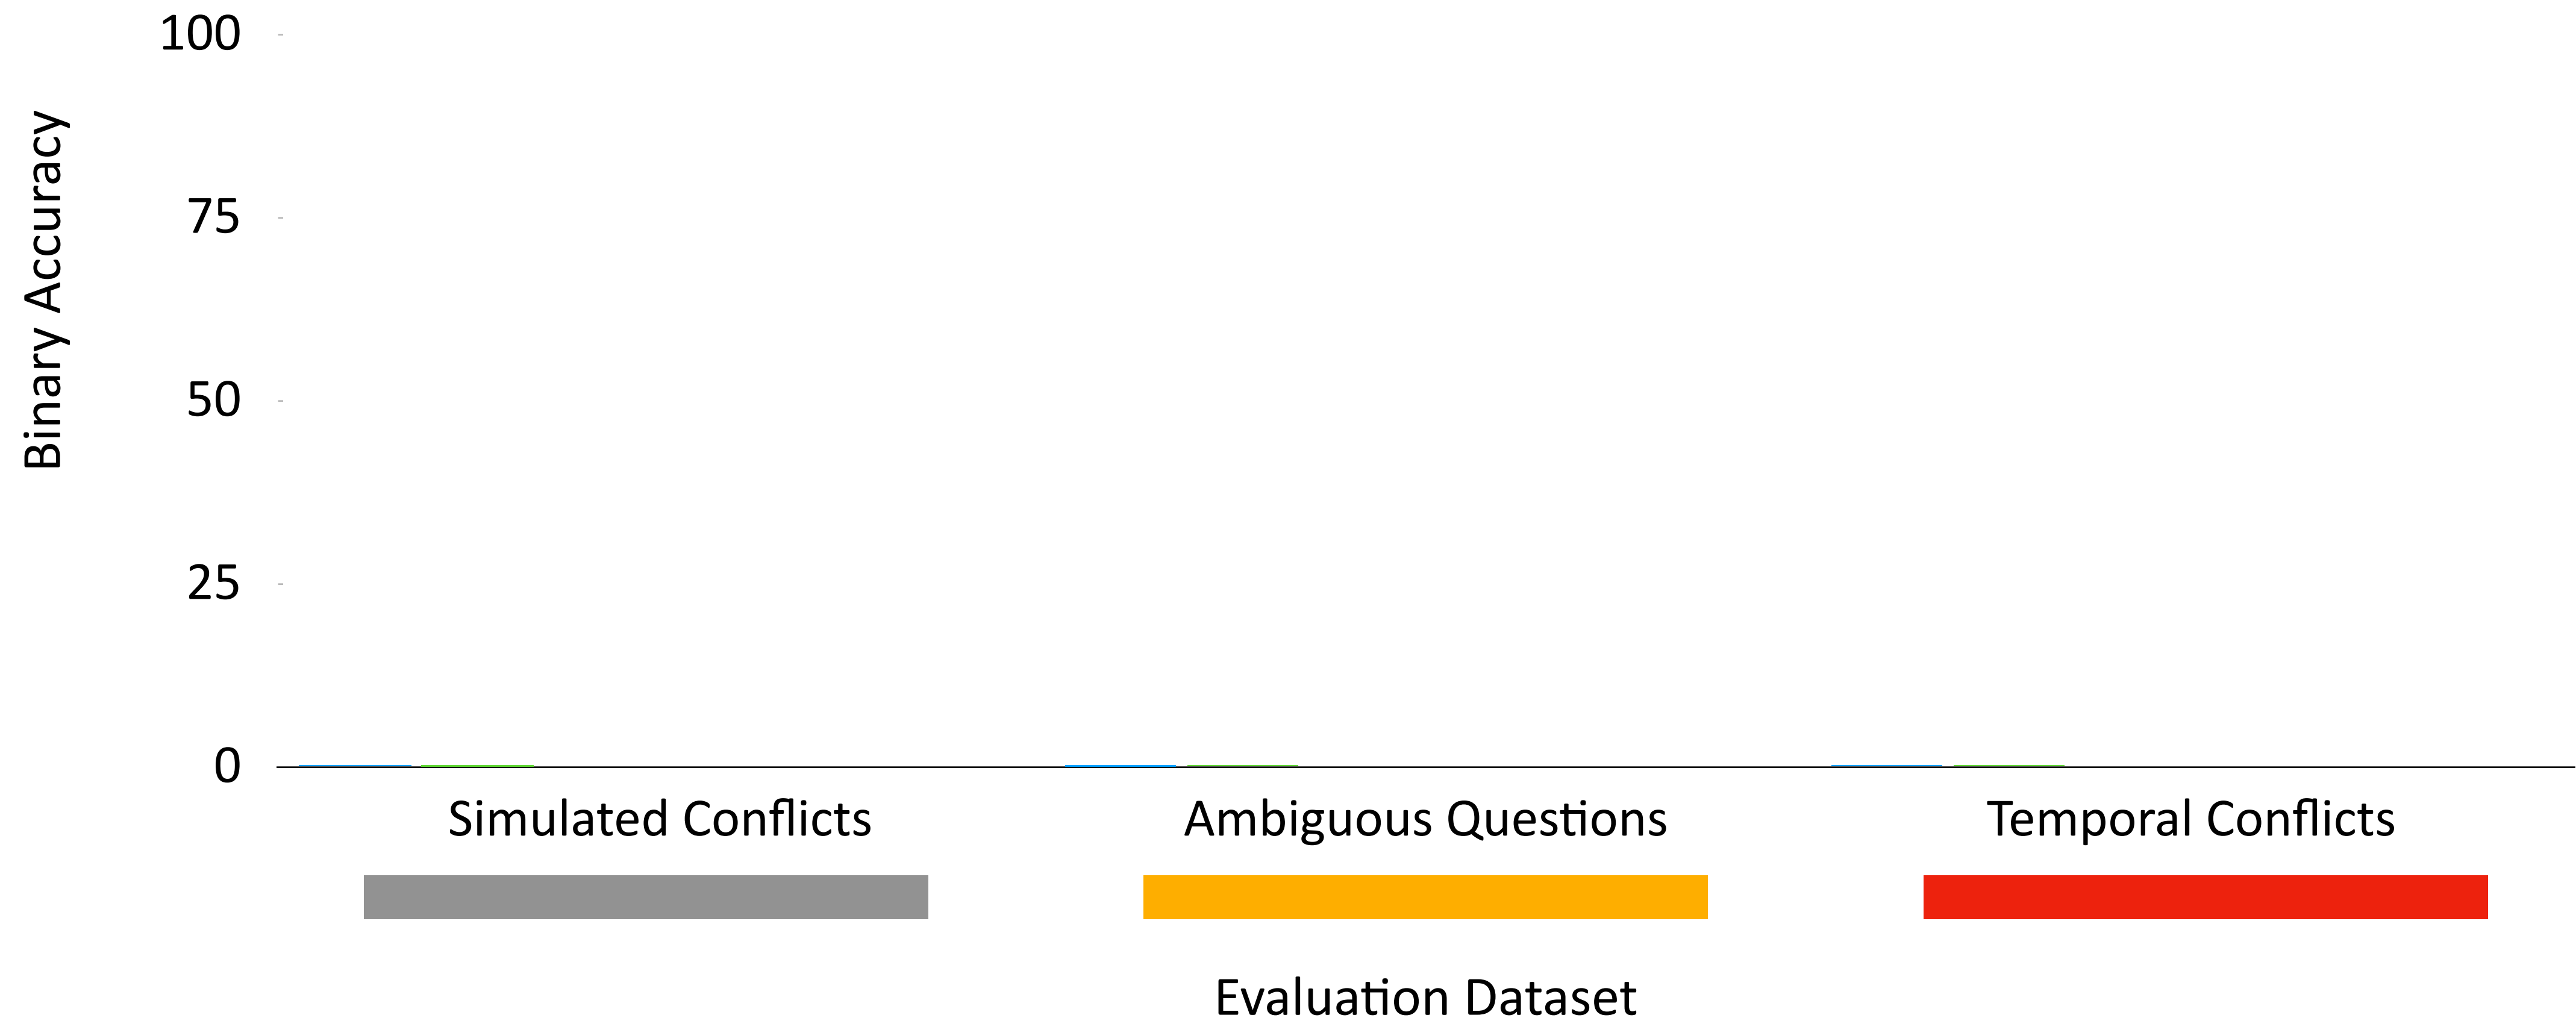 Binary Accuracy
100
75
50
25
0
Simulated Conflicts
Ambiguous Questions
Temporal Conflicts
Evaluation Dataset